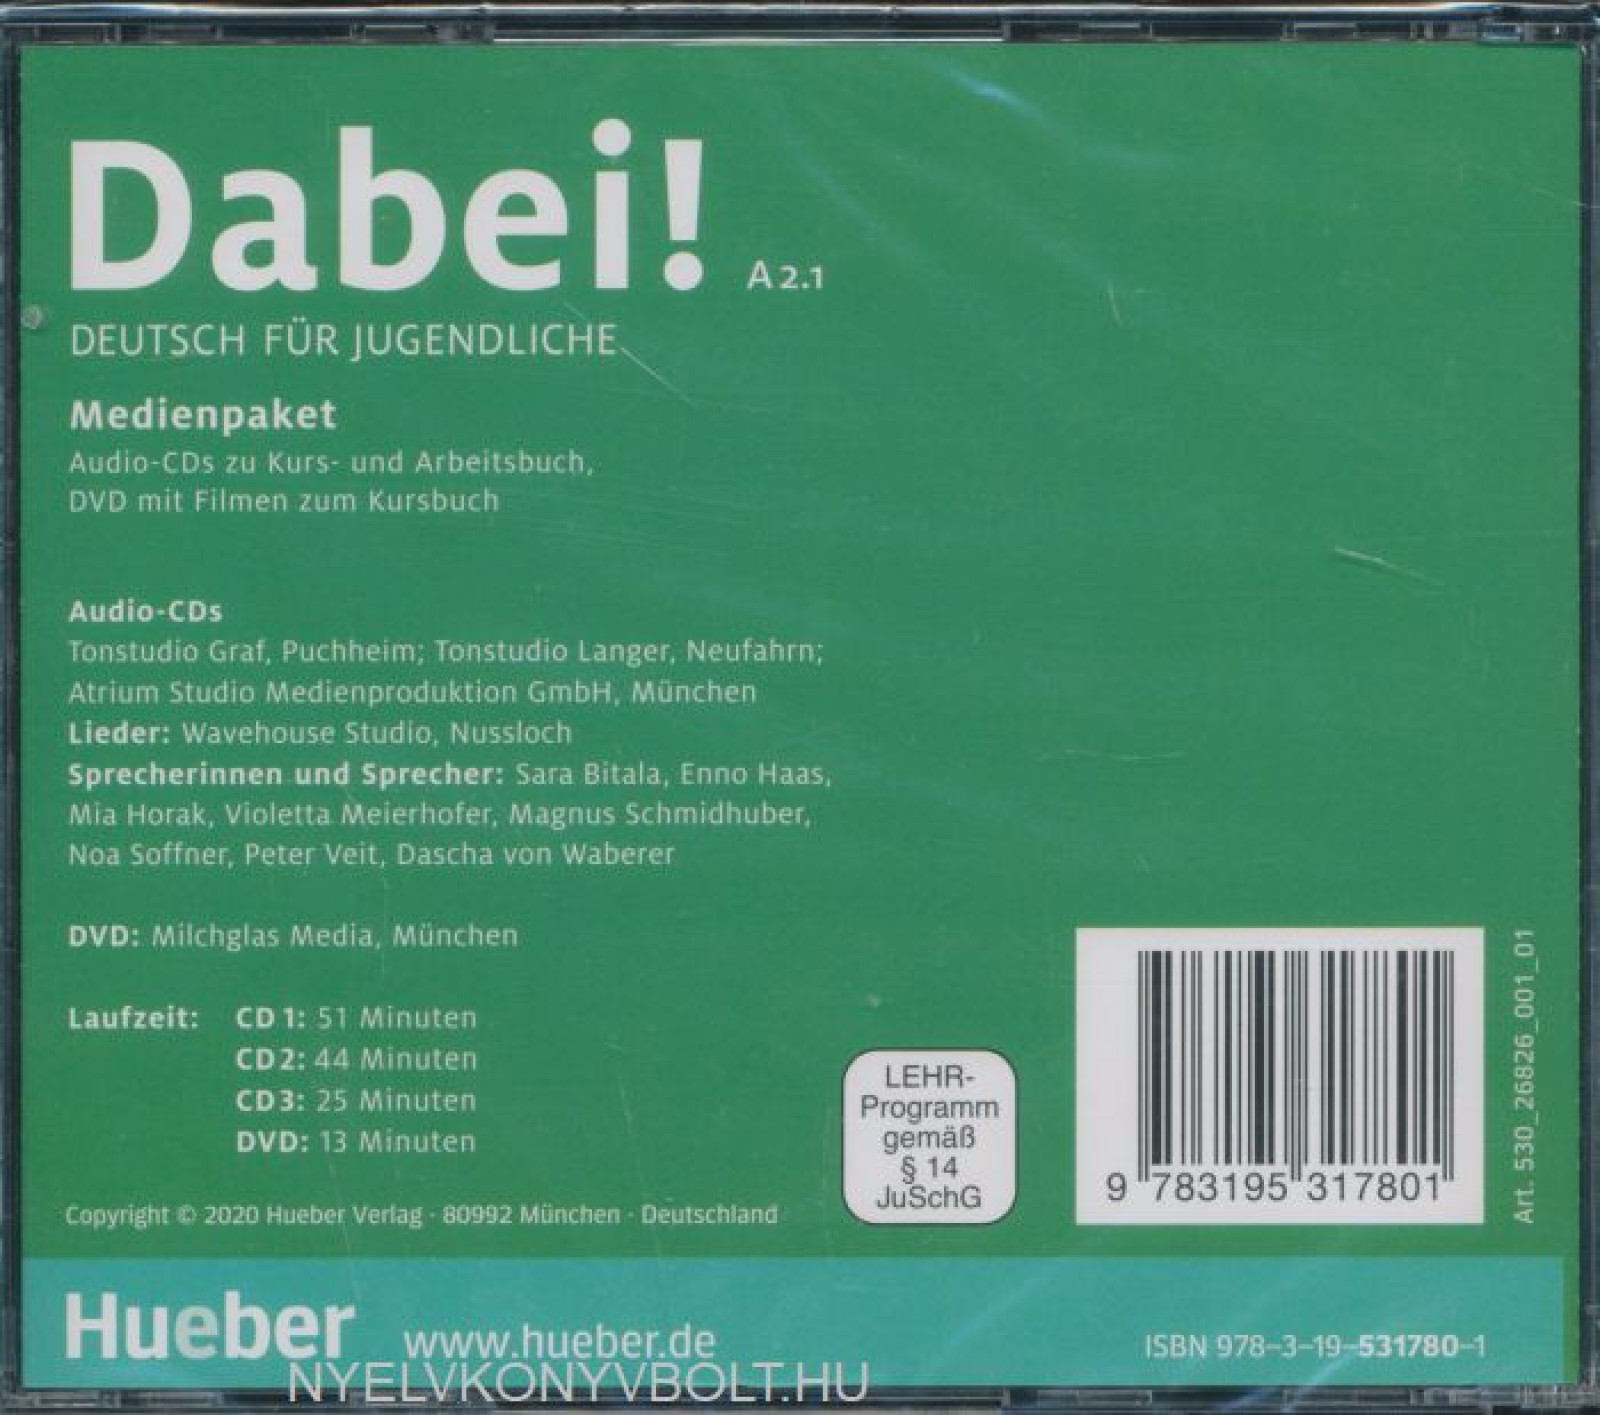 Dabei! A 2.1
DEUTSCH FÜR JUGENDLICHE
Medienpaket
Audio-CDs zu Kurs- und Arbeitsbuch,
DVD mit Filmen zum Kursbuch
Audio-CDs
Tonstudio Graf, Puchheim; Tonstudio Langer, Neufahrn;
Atrium Studio Medienproduktion GmbH, München
Lieder: Wavehouse Studio, Nussloch
Sprecherinnen und Sprecher: Sara Bitala, Enno Haas,
Mia Horak, Violetta Meierhofer, Magnus Schmidhuber,
Noa Soffner, Peter Veit, Dascha von Waberer
DVD: Milchglas Media, München
Laufzeit: CD 1: 51 Minuten
CD 2: 44 Minuten
CD 3: 25 Minuten
DVD: 13 Minuten
Copyright © 2020 Hueber Verlag · 80992 München · Deutschland
LEHR-
Programm
gemäß
§ 14
JuSchG
9 783195 317801
Art. 530_26826_001_01
Hueber www.hueber.de
ISBN 978-3-19-531780-1
NYELVKONYVBOLT.HU